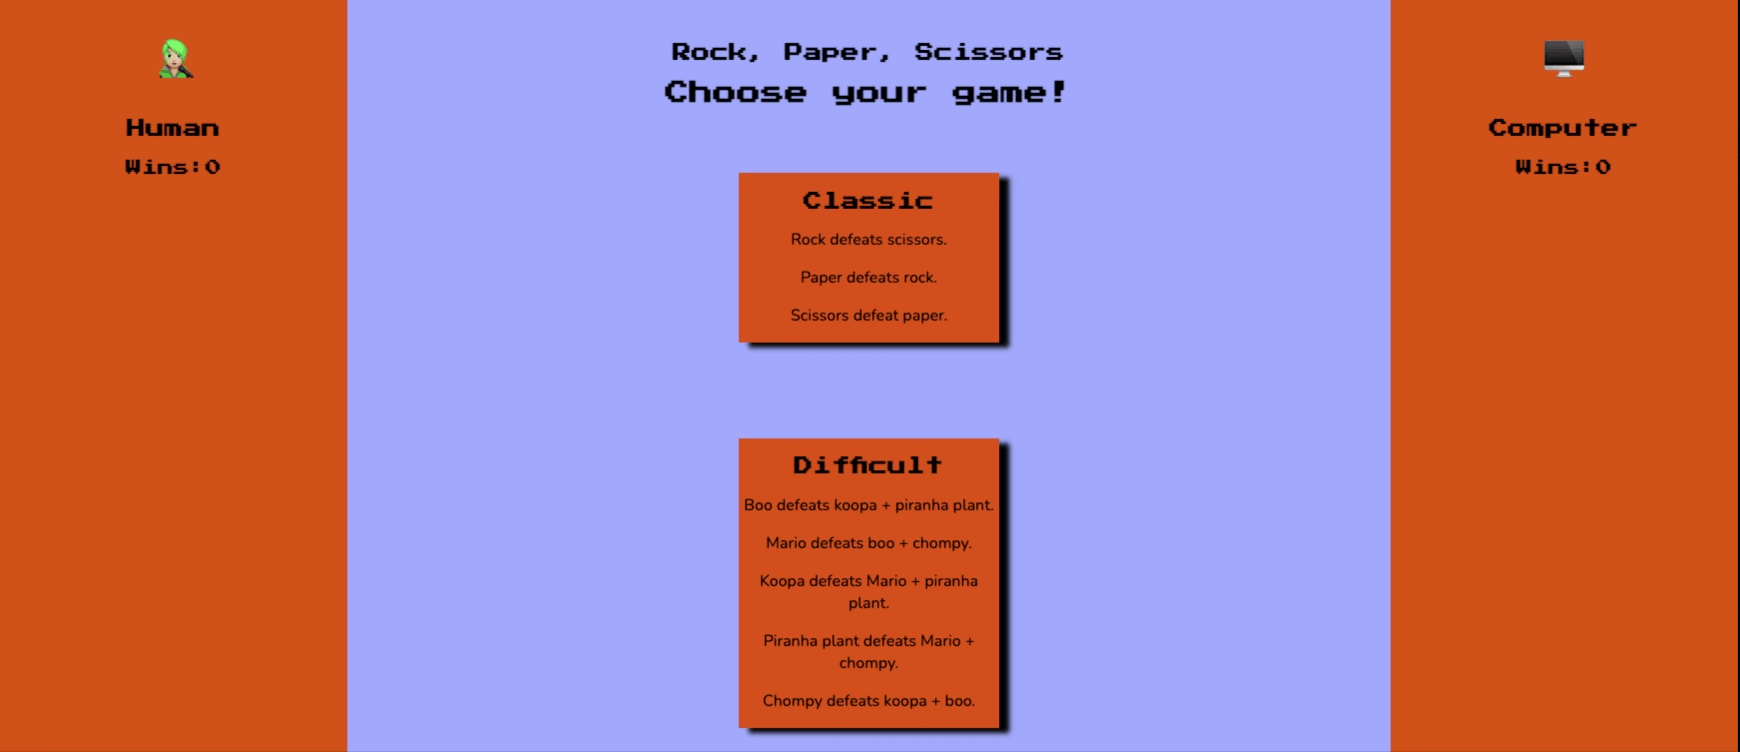 Rock, Paper, Scissors
Choose your game!
Human
Wins:0
Computer
Wins:0
Classic
Rock defeats scissors.
Paper defeats rock.
Scissors defeat paper.
Difficult
Boo defeats koopa + piranha plant.
Mario defeats boo + chompy.
Koopa defeats Mario + piranha
plant.
Piranha plant defeats Mario +
chompy.
Chompy defeats koopa + boo.